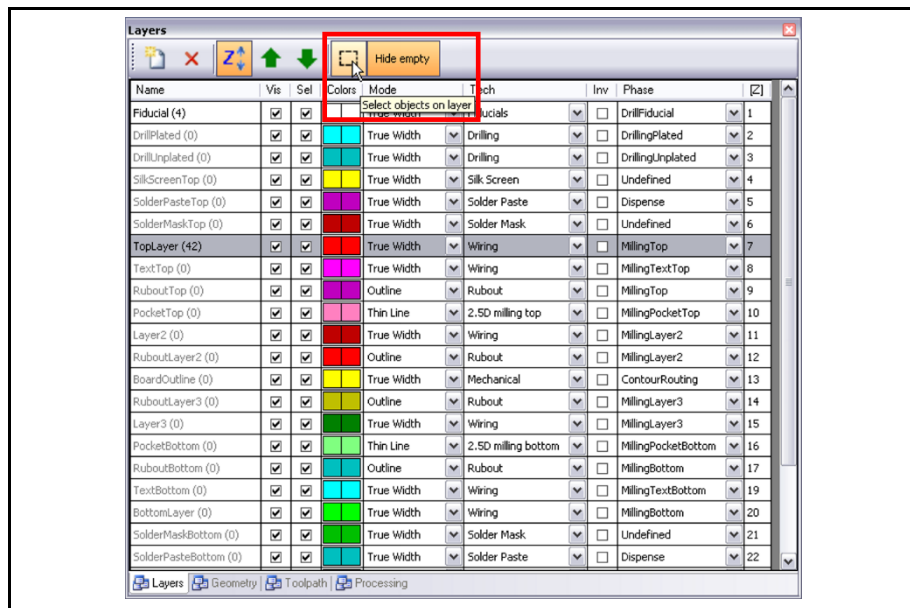 Layers
Z Hide empty
Name Vis Sel Colors Mode Tech Inv Phase [Z]
Select objects on layer
Fiducial (4) DrillFiducial 1
DrillPlated (0) True Width Drilling DrillingPlated 2
DrillUnplated (0) True Width Drilling DrillingUnplated 3
SilkScreenTop (0) True Width Silk Screen Undefined 4
SolderPasteTop (0) True Width Solder Paste Dispense 5
SolderMaskTop (0) True Width Solder Mask Undefined 6
TopLayer (42) True Width Wiring MillingTop 7
TextTop (0) True Width Wiring MillingTextTop 8
RuboutTop (0) Outline Rubout MillingTop 9
PocketTop (0) Thin Line 2.5D milling top MillingPocketTop 10
Layer2 (0) True Width Wiring MillingLayer2 11
RuboutLayer2 (0) Outline Rubout MillingLayer2 12
BoardOutline (0) True Width Mechanical ContourRouting 13
RuboutLayer3 (0) Outline Rubout MillingLayer3 14
Layer3 (0) True Width Wiring MillingLayer3 15
PocketBottom (0) Thin Line 2.5D milling bottom MillingPocketBottom 16
RuboutBottom (0) Outline Rubout MillingBottom 17
TextBottom (0) True Width Wiring MillingTextBottom 19
BottomLayer (0) True Width Wiring MillingBottom 20
SolderMaskBottom (0) True Width Solder Mask Undefined 21
SolderPasteBottom (0) True Width Solder Paste Dispense 22
Layers Geometry Toolpath Processing